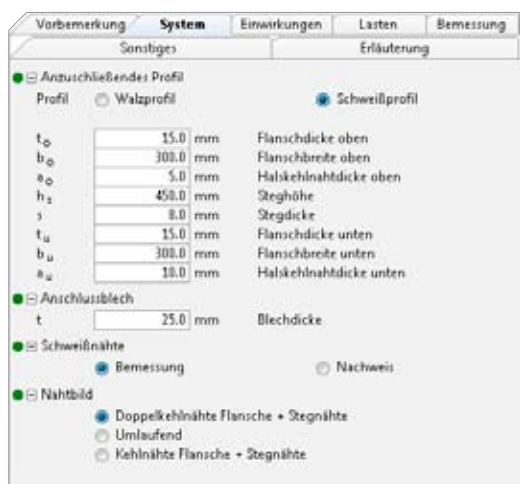 Vorbemerkung System Einwirkungen Lasten Bemessung
Sonstiges Erläuterung
Anzuschließendes Profil
Profil Walzprofil Schweißprofil
to 15.0 mm Flanschdicke oben
bo 300.0 mm Flanschbreite oben
ao 5.0 mm Halskehlnahtdicke oben
hs 450.0 mm Steghöhe
s 8.0 mm Stegdicke
tu 15.0 mm Flanschdicke unten
bu 300.0 mm Flanschbreite unten
au 10.0 mm Halskehlnahtdicke unten
Anschlussblech
t 25.0 mm Blechdicke
Schweißnähte
Bemessung Nachweis
Nahtbild
Doppelkehlnähte Flansche + Stegnähte
Umlaufend
Kehlnähte Flansche + Stegnähte